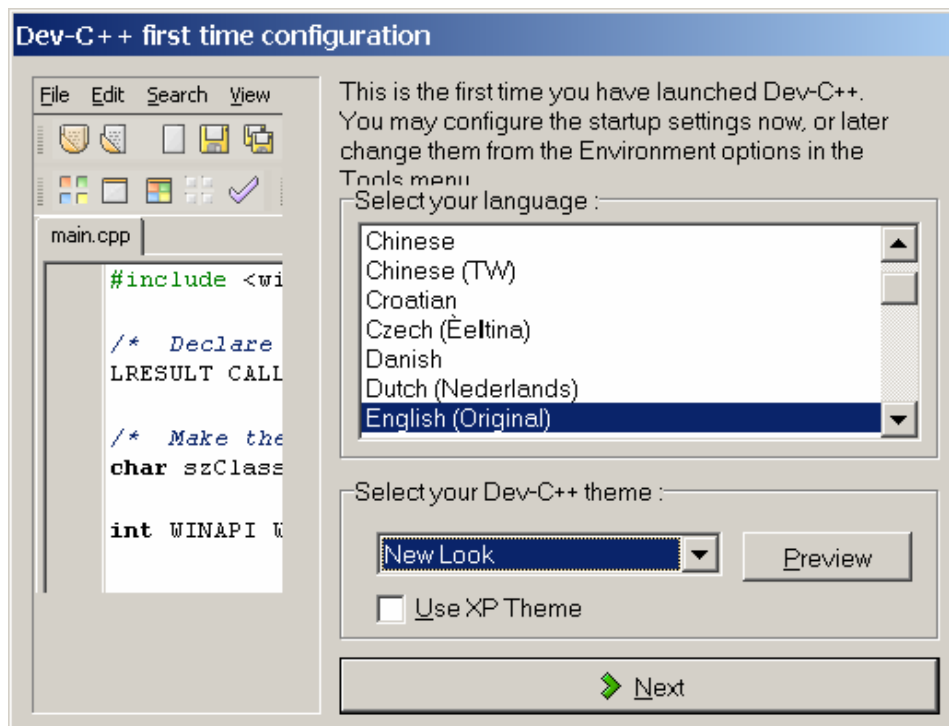 Dev-C++ first time configuration
File Edit Search View
main.cpp
#include <wi
/* Declare
LRESULT CALL
/* Make the
char szClass
int WINAPI W
This is the first time you have launched Dev-C++.
You may configure the startup settings now, or later
change them from the Environment options in the
Tools menu
Select your language :
Chinese
Chinese (TW)
Croatian
Czech (Èeltina)
Danish
Dutch (Nederlands)
English (Original)
Select your Dev-C++ theme :
New Look
Preview
Use XP Theme
Next